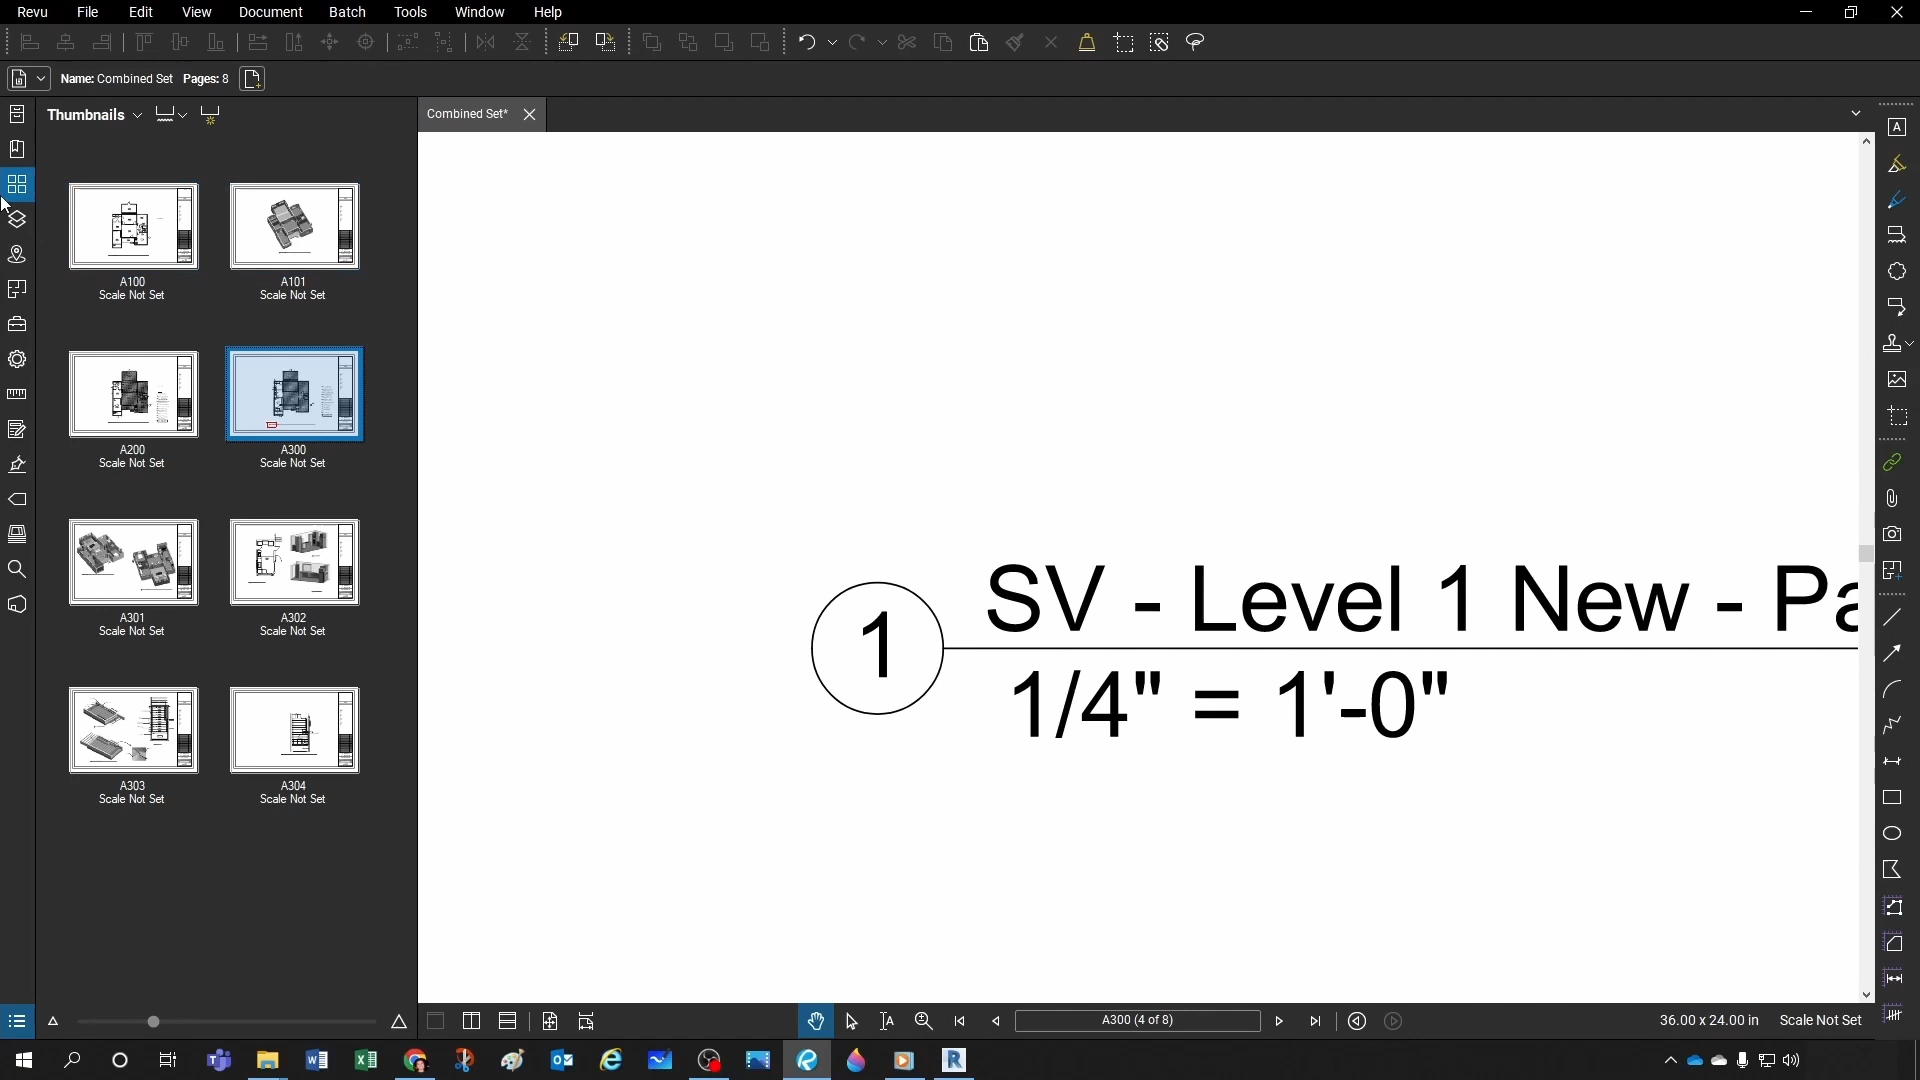 Revu File Edit View Document Batch Tools Window Help
Name: Combined Set Pages: 8
Thumbnails
Combined Set*
A100
Scale Not Set
A101
Scale Not Set
A200
Scale Not Set
A300
Scale Not Set
A301
Scale Not Set
A302
Scale Not Set
A303
Scale Not Set
A304
Scale Not Set
1
SV - Level 1 New - Pa
1/4" = 1'-0"
A300 (4 of 8)
36.00 x 24.00 in Scale Not Set